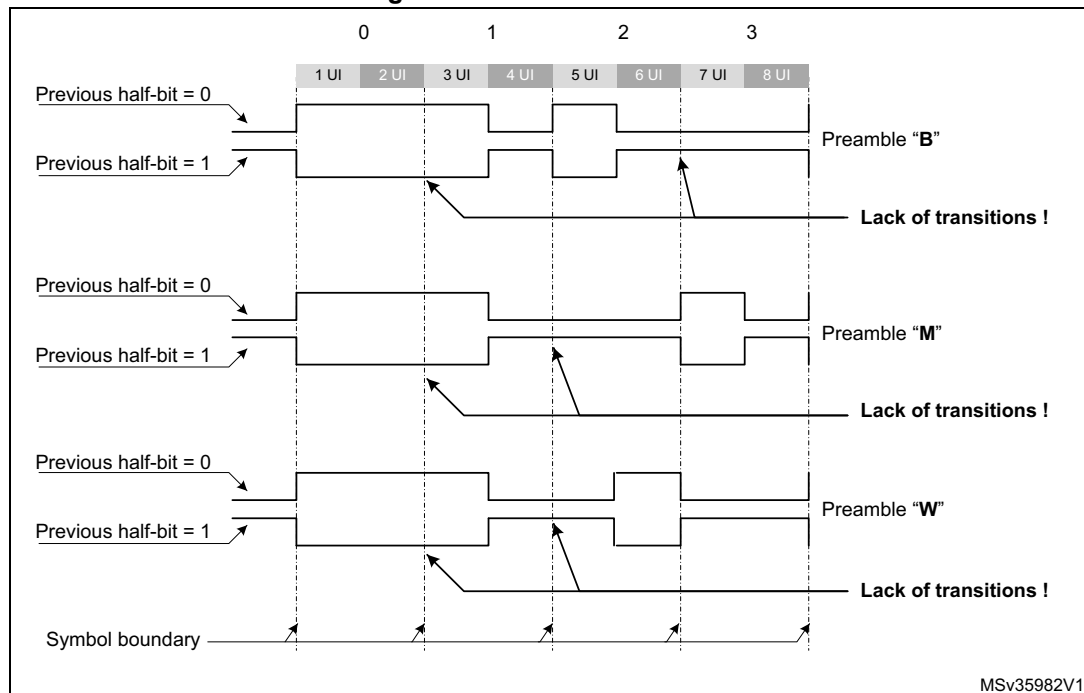 0 1 2 3
1 UI 2 UI 3 UI 4 UI 5 UI 6 UI 7 UI 8 UI
Previous half-bit = 0
Preamble “B”
Previous half-bit = 1
Lack of transitions !
Previous half-bit = 0
Preamble “M”
Previous half-bit = 1
Lack of transitions !
Previous half-bit = 0
Preamble “W”
Previous half-bit = 1
Lack of transitions !
Symbol boundary
MSv35982V1